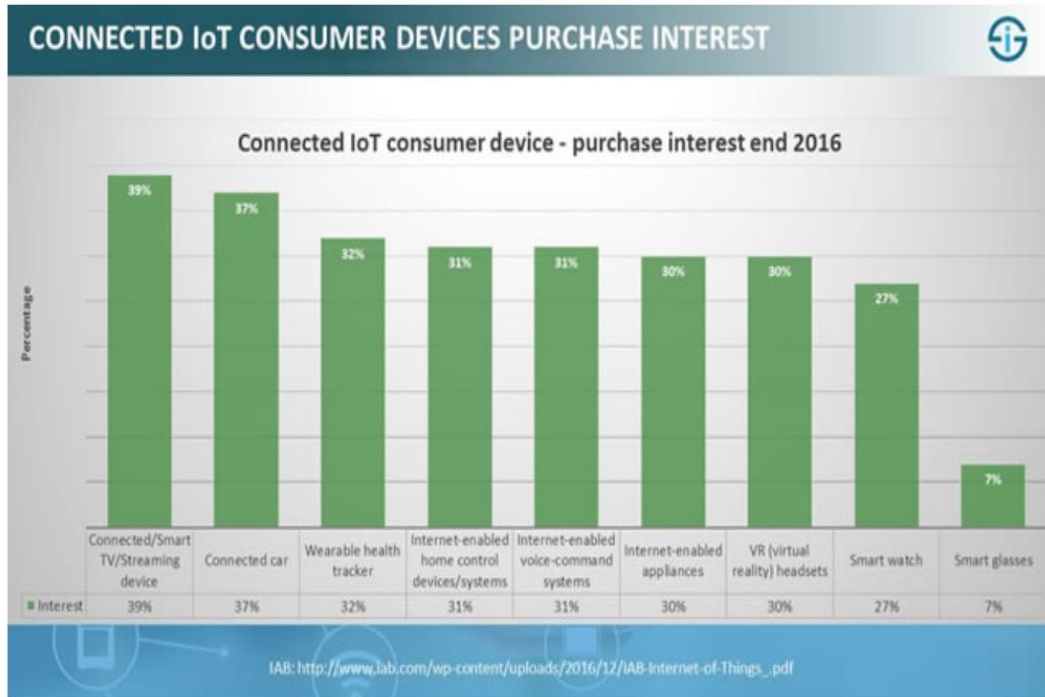 CONNECTED IoT CONSUMER DEVICES PURCHASE INTEREST
Connected IoT consumer device - purchase interest end 2016
Percentage
39%
37%
32%
31%
31%
30%
30%
27%
7%
Connected/Smart
TV/Streaming
device
Connected car
Wearable health
tracker
Internet-enabled
home control
devices/systems
Internet-enabled
voice-command
systems
Internet-enabled
appliances
VR (virtual
reality) headsets
Smart watch
Smart glasses
Interest 39% 37% 32% 31% 31% 30% 30% 27% 7%
IAB: http://www.iab.com/wp-content/uploads/2016/12/IAB-Internet-of-Things_.pdf